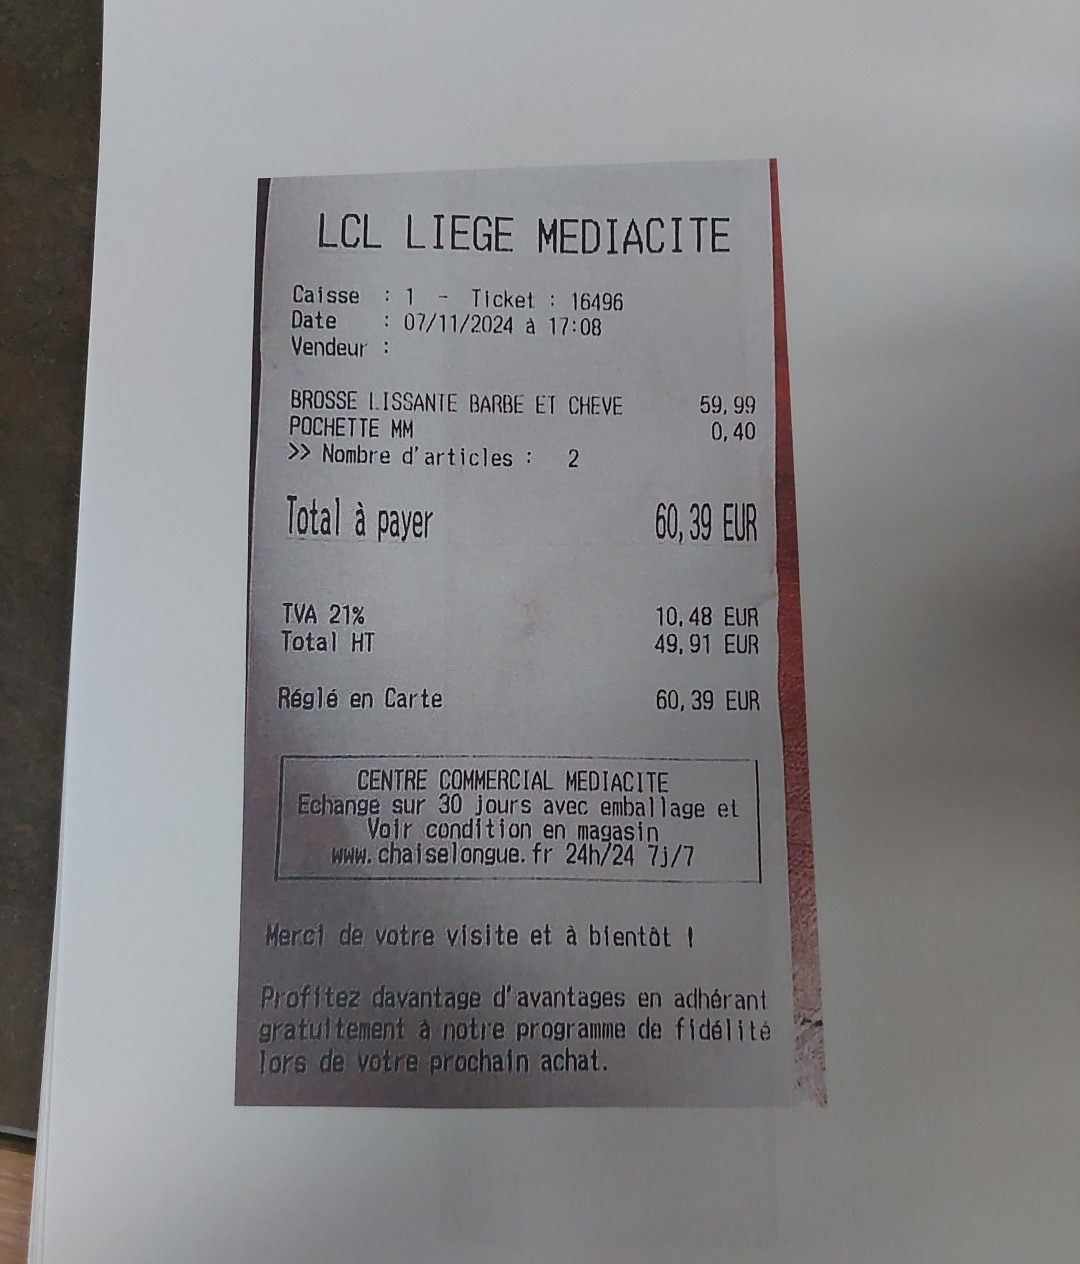 LCL LIEGE MEDIACITE
Caisse : 1 - Ticket : 16496
Date : 07/11/2024 à 17:08
Vendeur :
BROSSE LISSANTE BARBE ET CHEVE 59,99
POCHETTE MM 0,40
>> Nombre d'articles : 2
Total à payer 60,39 EUR
TVA 21% 10,48 EUR
Total HT 49,91 EUR
Réglé en Carte 60,39 EUR
CENTRE COMMERCIAL MEDIACITE
Echange sur 30 jours avec emballage et
Voir condition en magasin
www.chaiselongue.fr 24h/24 7j/7
Merci de votre visite et à bientôt !
Profitez davantage d'avantages en adhérant
gratuitement à notre programme de fidélité
lors de votre prochain achat.